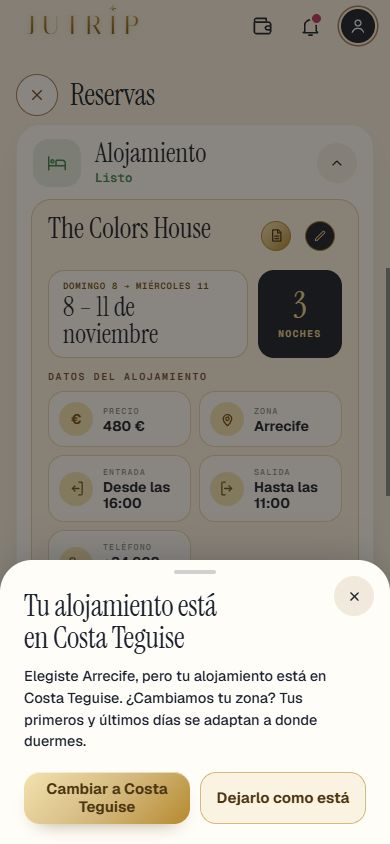 JUTRIP
Reservas
Alojamiento
Listo
The Colors House
DOMINGO 8 → MIÉRCOLES 11
8 – 11 de
noviembre
3
NOCHES
DATOS DEL ALOJAMIENTO
PRECIO
480 €
ZONA
Arrecife
ENTRADA
Desde las
16:00
SALIDA
Hasta las
11:00
TELÉFONO
Tu alojamiento está
en Costa Teguise
Elegiste Arrecife, pero tu alojamiento está en
Costa Teguise. ¿Cambiamos tu zona? Tus
primeros y últimos días se adaptan a donde
duermes.
Cambiar a Costa
Teguise
Dejarlo como está